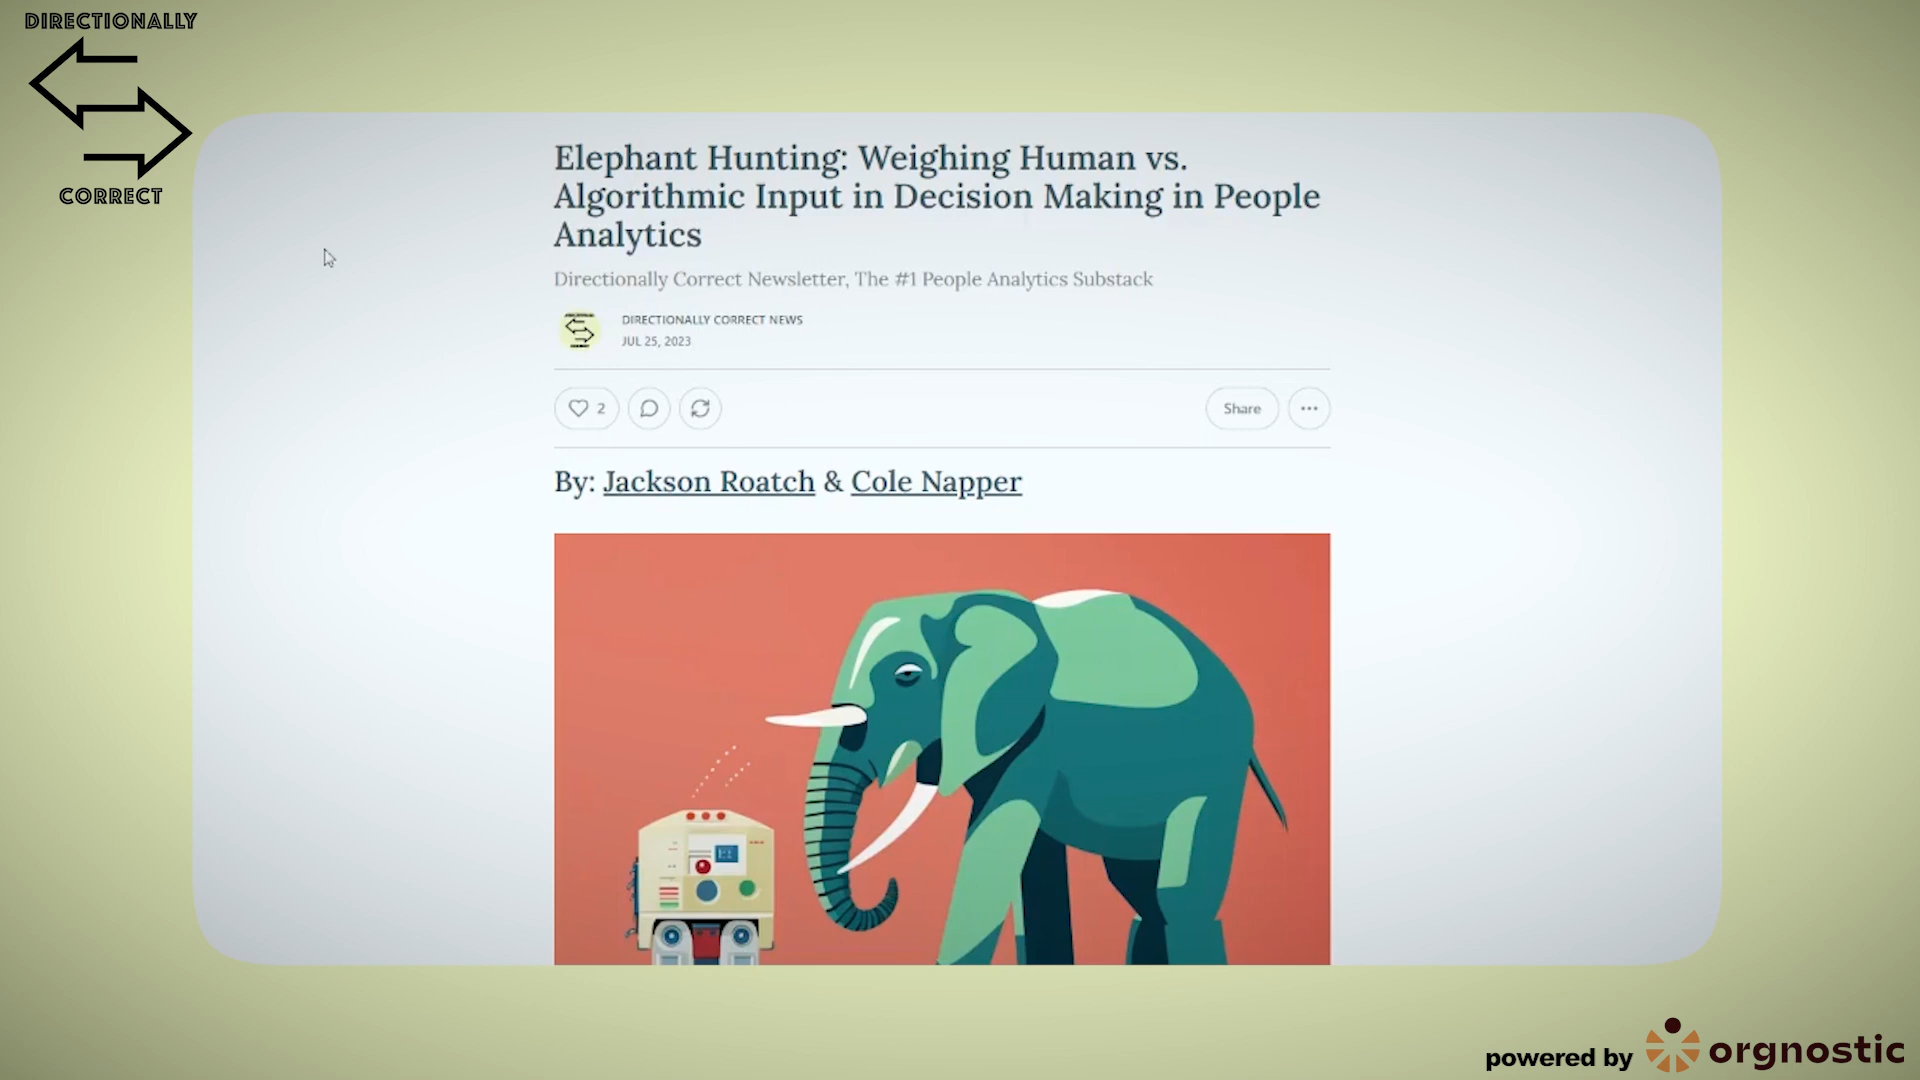 DIRECTIONALLY
CORRECT
Elephant Hunting: Weighing Human vs.
Algorithmic Input in Decision Making in People
Analytics
Directionally Correct Newsletter, The #1 People Analytics Substack
DIRECTIONALLY CORRECT NEWS
JUL 25, 2023
2
Share
By: Jackson Roatch & Cole Napper
powered by orgnostic